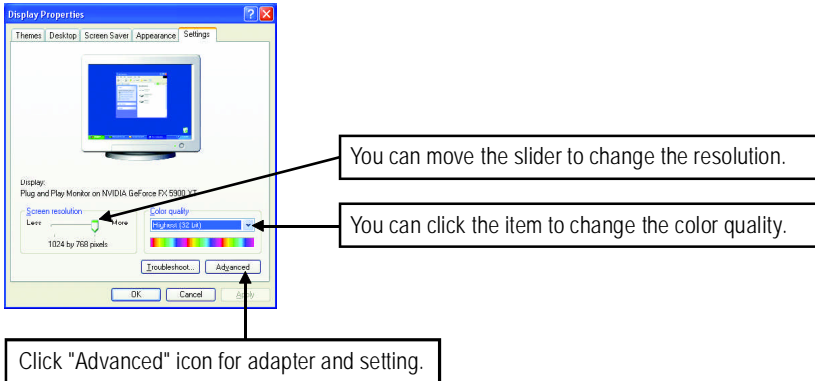 Display Properties
Themes Desktop Screen Saver Appearance Settings
You can move the slider to change the resolution.
Display:
Plug and Play Monitor on NVIDIA GeForce FX 5900 XT
Screen resolution
Color quality
Less More
Highest (32 bit)
You can click the item to change the color quality.
1024 by 768 pixels
Troubleshoot... Advanced
OK Cancel Apply
Click "Advanced" icon for adapter and setting.